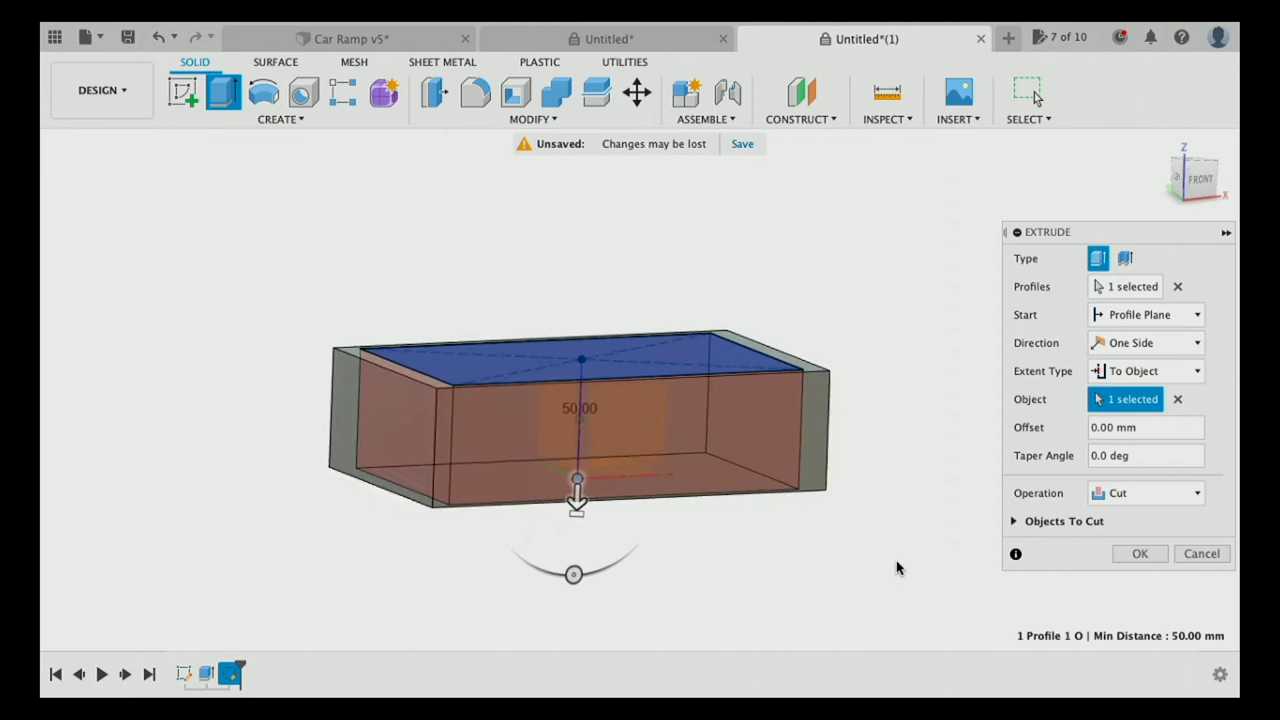 Car Ramp v5*
Untitled*
Untitled*(1)
7 of 10
SOLID
SURFACE
MESH
SHEET METAL
PLASTIC
UTILITIES
DESIGN
CREATE
MODIFY
ASSEMBLE
CONSTRUCT
INSPECT
INSERT
SELECT
Unsaved: Changes may be lost Save
Z
FRONT
X
EXTRUDE
Type
Profiles 1 selected
Start Profile Plane
Direction One Side
Extent Type To Object
Object 1 selected
Offset 0.00 mm
Taper Angle 0.0 deg
Operation Cut
Objects To Cut
OK Cancel
50.00
1 Profile 1 O | Min Distance : 50.00 mm